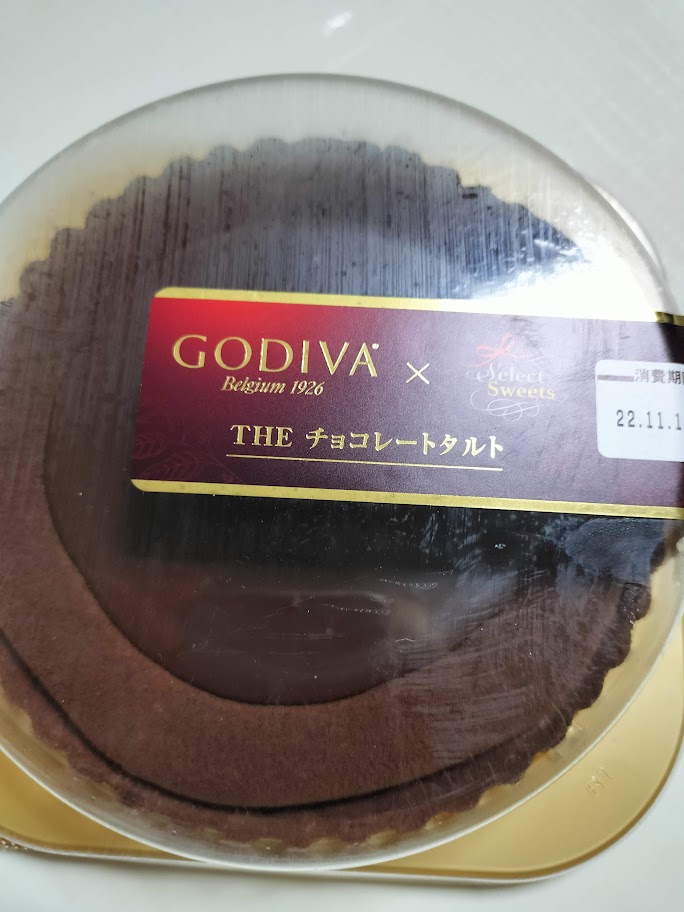 GODIVA
Belgium 1926
×
Select
Sweets
THE チョコレートタルト
消費期
22.11.1